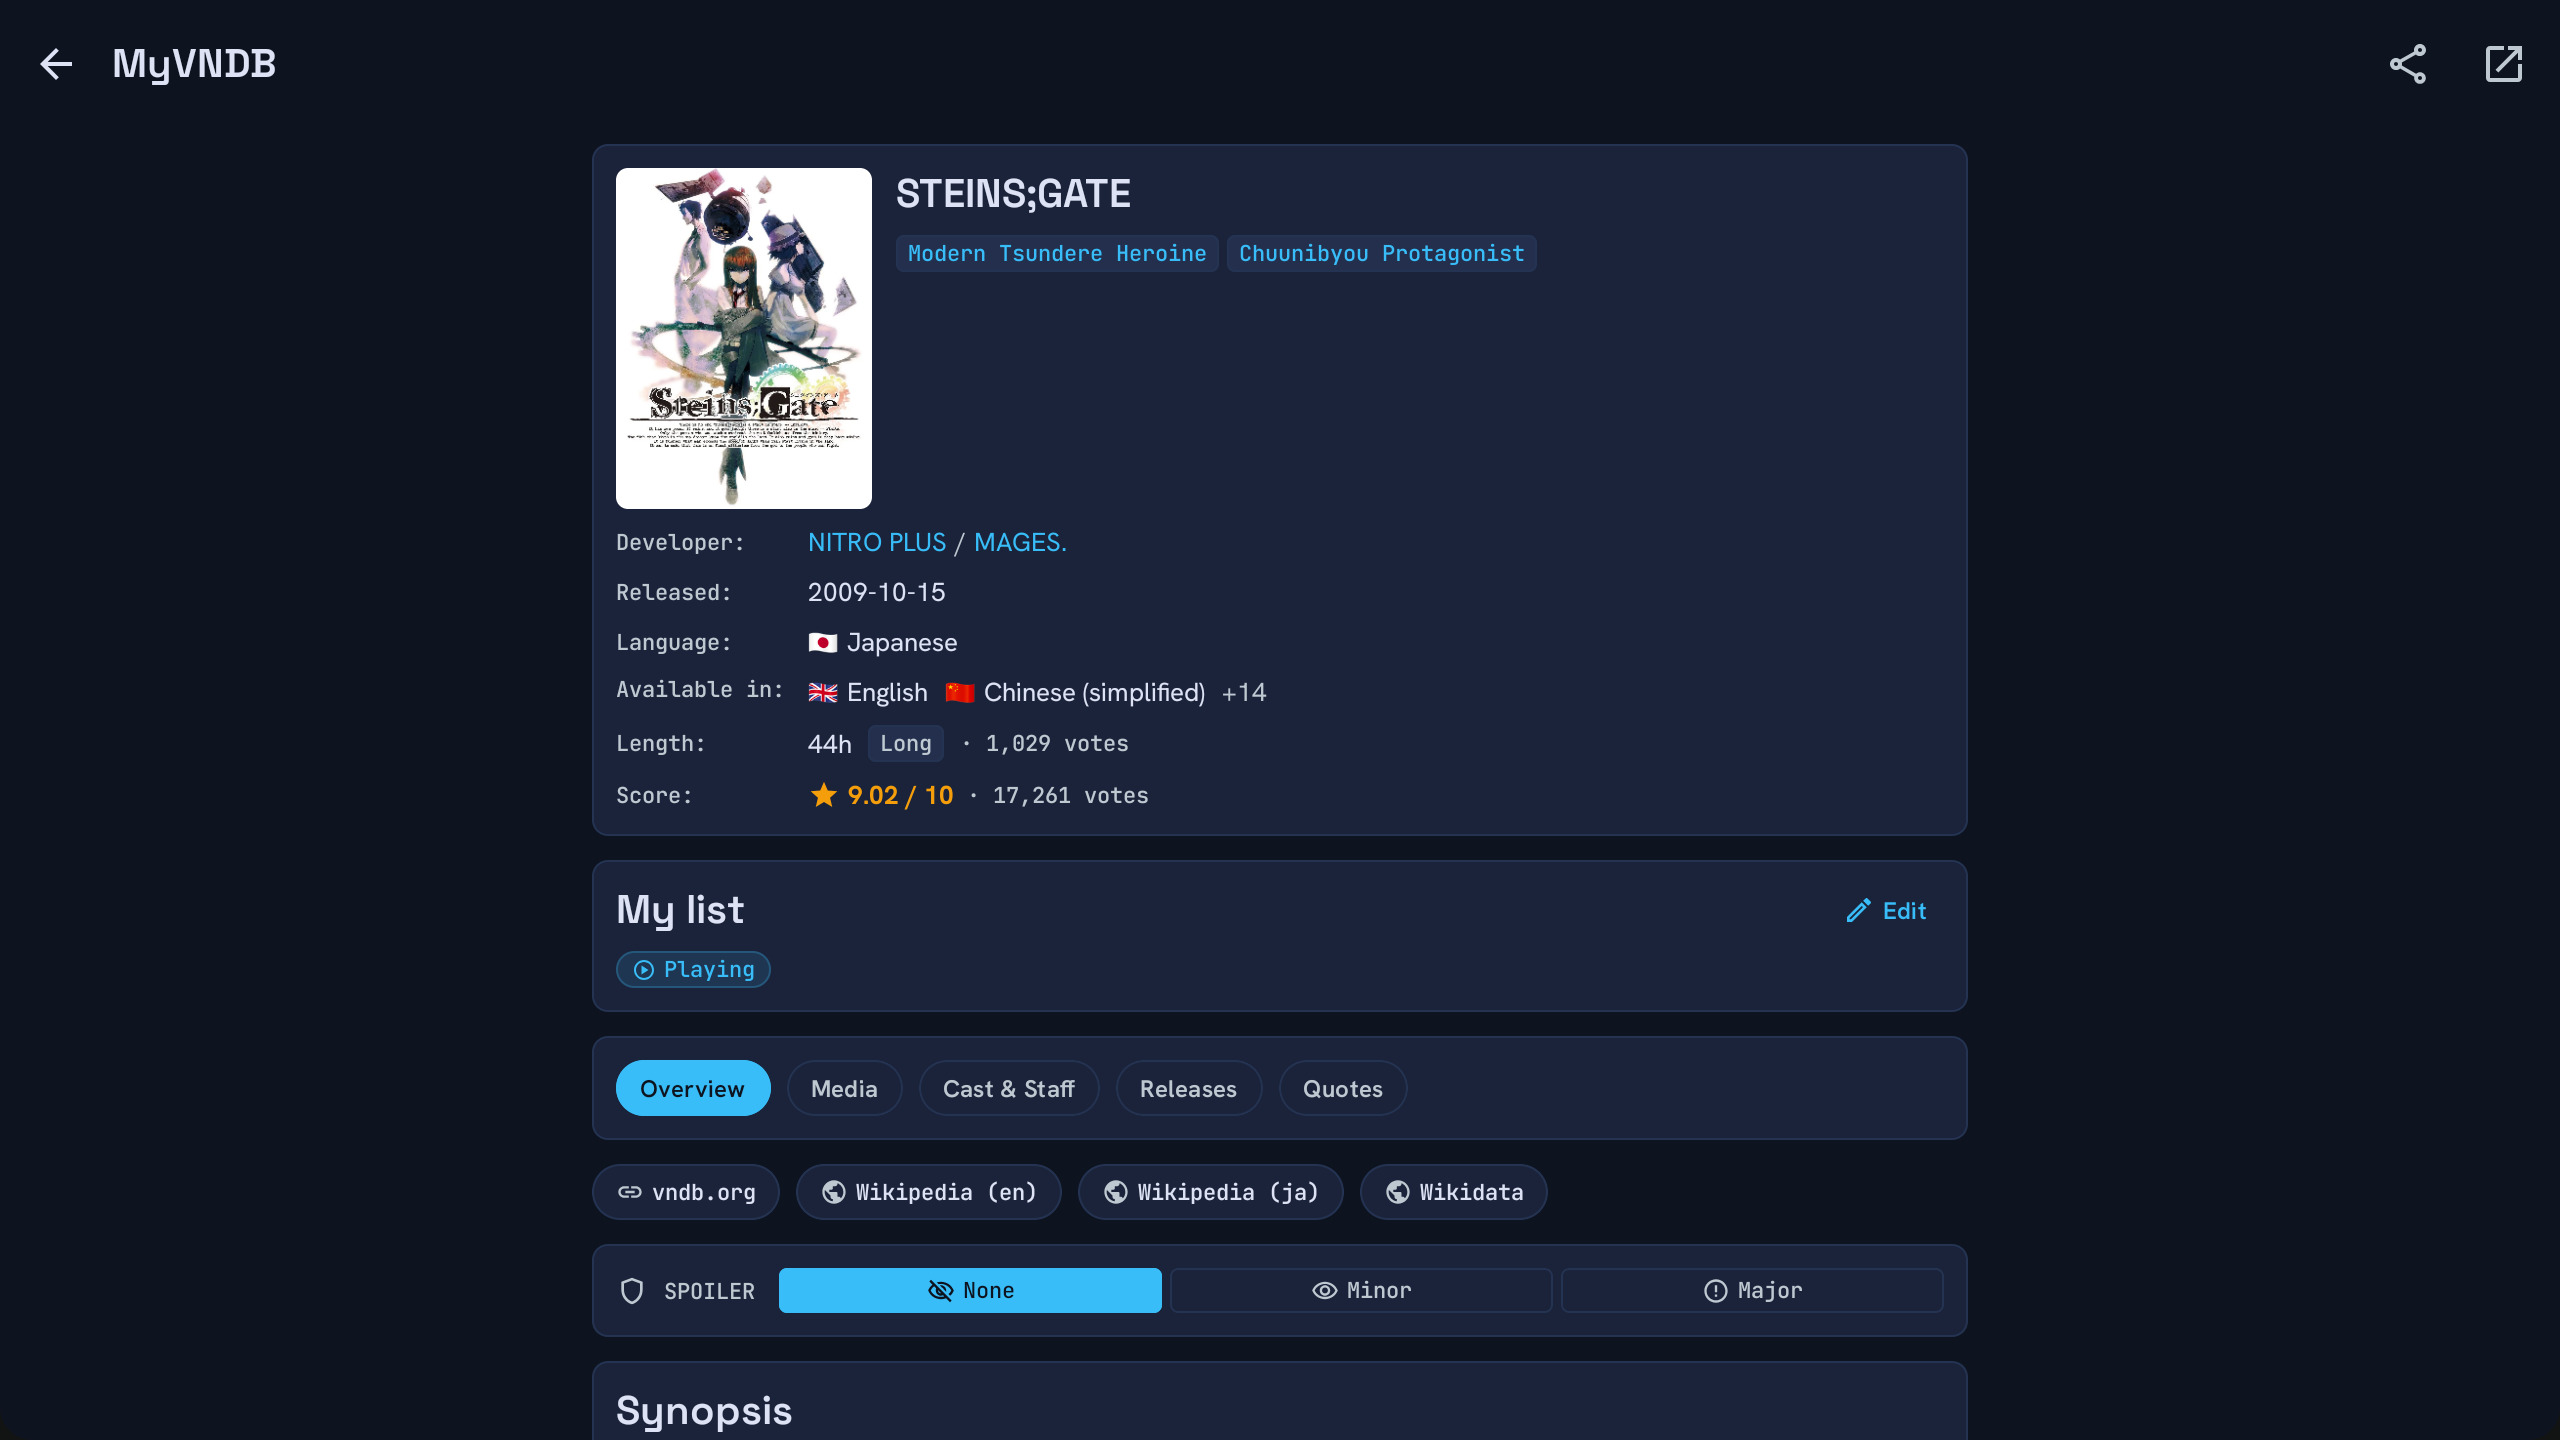 MyVNDB
STEINS;GATE
Modern Tsundere Heroine Chuunibyou Protagonist
Steins;Gate
Developer: NITRO PLUS / MAGES.
Released: 2009-10-15
Language: 🇯🇵 Japanese
Available in: 🇬🇧 English 🇨🇳 Chinese (simplified) +14
Length: 44h Long · 1,029 votes
Score: ★ 9.02 / 10 · 17,261 votes
My list Edit
Playing
Overview Media Cast & Staff Releases Quotes
vndb.org Wikipedia (en) Wikipedia (ja) Wikidata
SPOILER None Minor Major
Synopsis